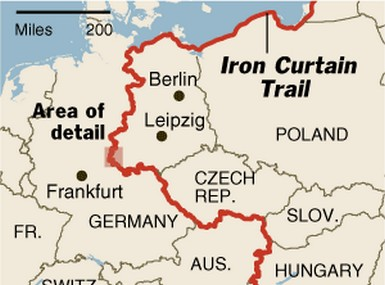 Miles 200
Berlin
Iron Curtain
Trail
Area of
detail
Leipzig
POLAND
Frankfurt
CZECH
REP.
SLOV.
FR.
GERMANY
AUS.
HUNGARY
SWITZ.